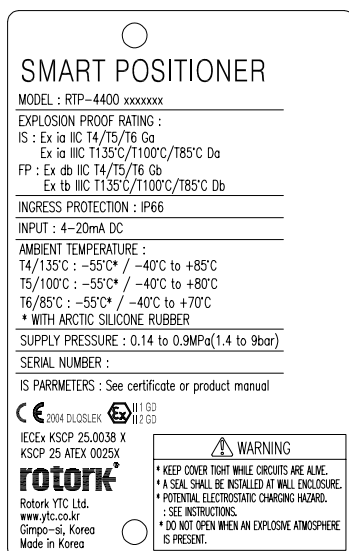 SMART POSITIONER
MODEL : RTP-4400 xxxxxxx
EXPLOSION PROOF RATING :
IS : Ex ia IIC T4/T5/T6 Ga
Ex ia IIIC T135°C/T100°C/T85°C Da
FP : Ex db IIC T4/T5/T6 Gb
Ex tb IIIC T135°C/T100°C/T85°C Db
INGRESS PROTECTION : IP66
INPUT : 4-20mA DC
AMBIENT TEMPERATURE :
T4/135°C : -55°C* / -40°C to +85°C
T5/100°C : -55°C* / -40°C to +80°C
T6/85°C : -55°C* / -40°C to +70°C
* WITH ARCTIC SILICONE RUBBER
SUPPLY PRESSURE : 0.14 to 0.9MPa(1.4 to 9bar)
SERIAL NUMBER :
IS PARMETERS : See certificate or product manual
CE 2004 DLQSLEK Ex II 1 GD
II 2 GD
IECEx KSCP 25.0038 X
KSCP 25 ATEX 0025X
rotork®
Rotork YTC Ltd.
www.ytc.co.kr
Gimpo-si, Korea
Made in Korea
WARNING
* KEEP COVER TIGHT WHILE CIRCUITS ARE ALIVE.
* A SEAL SHALL BE INSTALLED AT WALL ENCLOSURE.
* POTENTIAL ELECTROSTATIC CHARGING HAZARD.
: SEE INSTRUCTIONS.
* DO NOT OPEN WHEN AN EXPLOSIVE ATMOSPHERE
IS PRESENT.